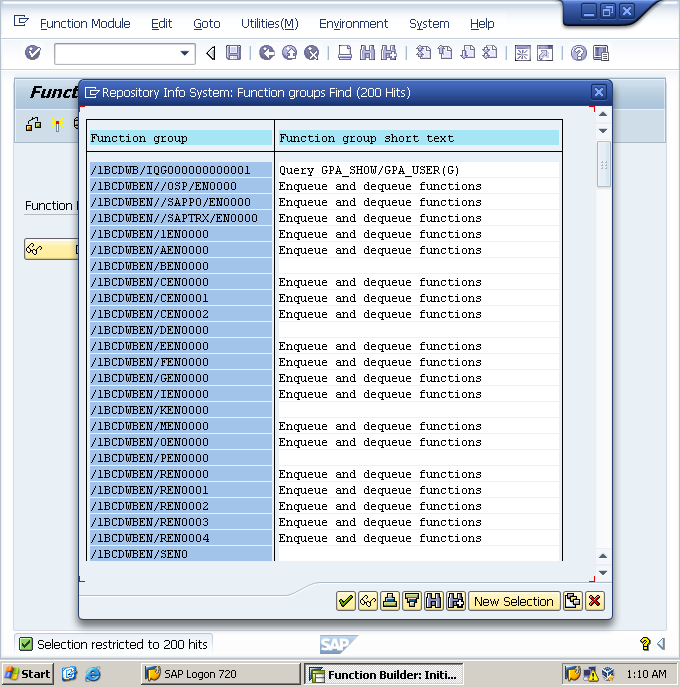 Function Module Edit Goto Utilities(M) Environment System Help
Repository Info System: Function groups Find (200 Hits)
Function group Function group short text
/1BCDWB/IQG000000000001 Query GPA_SHOW/GPA_USER(G)
/1BCDWBEN//OSP/EN0000 Enqueue and dequeue functions
/1BCDWBEN//SAPPO/EN0000 Enqueue and dequeue functions
/1BCDWBEN//SAPTRX/EN0000 Enqueue and dequeue functions
/1BCDWBEN/1EN0000 Enqueue and dequeue functions
/1BCDWBEN/AEN0000 Enqueue and dequeue functions
/1BCDWBEN/BEN0000
/1BCDWBEN/CEN0000 Enqueue and dequeue functions
/1BCDWBEN/CEN0001 Enqueue and dequeue functions
/1BCDWBEN/CEN0002 Enqueue and dequeue functions
/1BCDWBEN/DEN0000
/1BCDWBEN/EEN0000 Enqueue and dequeue functions
/1BCDWBEN/FEN0000 Enqueue and dequeue functions
/1BCDWBEN/GEN0000 Enqueue and dequeue functions
/1BCDWBEN/IEN0000 Enqueue and dequeue functions
/1BCDWBEN/KEN0000
/1BCDWBEN/MEN0000 Enqueue and dequeue functions
/1BCDWBEN/OEN0000 Enqueue and dequeue functions
/1BCDWBEN/PEN0000
/1BCDWBEN/REN0000 Enqueue and dequeue functions
/1BCDWBEN/REN0001 Enqueue and dequeue functions
/1BCDWBEN/REN0002 Enqueue and dequeue functions
/1BCDWBEN/REN0003 Enqueue and dequeue functions
/1BCDWBEN/REN0004 Enqueue and dequeue functions
/1BCDWBEN/SEN0
Function
New Selection
Selection restricted to 200 hits
SAP
Start SAP Logon 720 Function Builder: Initi... 1:10 AM